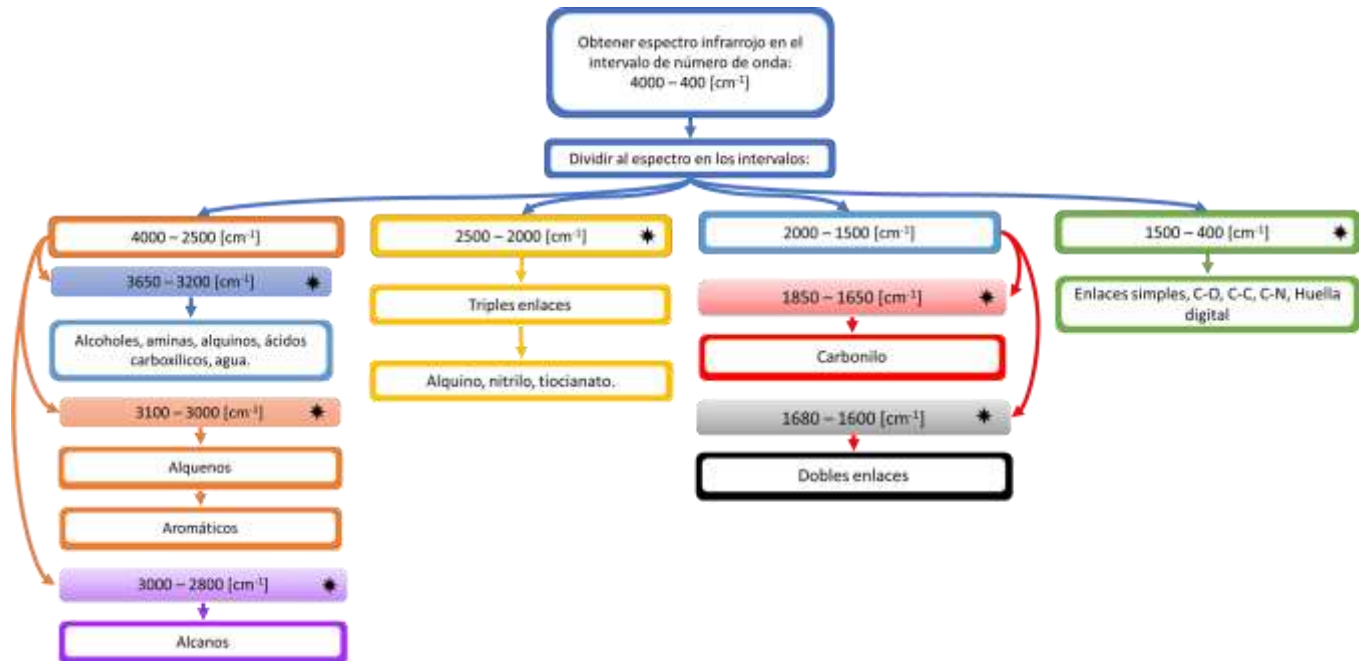 Obtener espectro infrarrojo en el
intervalo de número de onda:
4000 – 400 [cm⁻¹]
Dividir al espectro en los intervalos:
4000 – 2500 [cm⁻¹]
3650 – 3200 [cm⁻¹]
Alcoholes, aminas, alquinos, ácidos
carboxílicos, agua.
3100 – 3000 [cm⁻¹]
Alquenos
Aromáticos
3000 – 2800 [cm⁻¹]
Alcanos
2500 – 2000 [cm⁻¹]
Triples enlaces
Alquino, nitrilo, tiocianato.
2000 – 1500 [cm⁻¹]
1850 – 1650 [cm⁻¹]
Carbonilo
1680 – 1600 [cm⁻¹]
Dobles enlaces
1500 – 400 [cm⁻¹]
Enlaces simples, C-O, C-C, C-N, Huella
digital